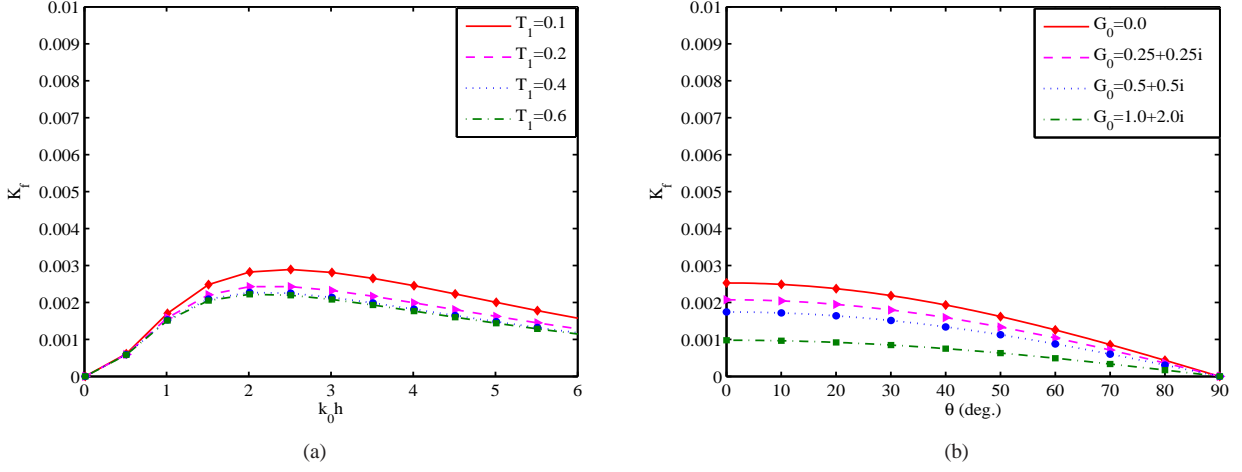 0.01
0.009
0.008
0.007
0.006
0.005
0.004
0.003
0.002
0.001
0
K_f
0 1 2 3 4 5 6
k_0h
T_1=0.1
T_1=0.2
T_1=0.4
T_1=0.6
(a)
0.01
0.009
0.008
0.007
0.006
0.005
0.004
0.003
0.002
0.001
0
K_f
0 10 20 30 40 50 60 70 80 90
θ (deg.)
G_0=0.0
G_0=0.25+0.25i
G_0=0.5+0.5i
G_0=1.0+2.0i
(b)